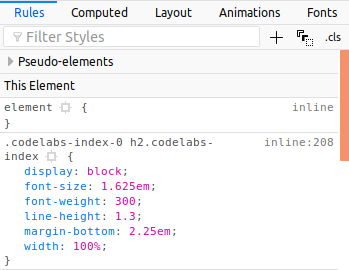 Rules Computed Layout Animations Fonts
Filter Styles + .cls
Pseudo-elements
This Element
element { inline
}
.codelabs-index-0 h2.codelabs- inline:208
index {
display: block;
font-size: 1.625em;
font-weight: 300;
line-height: 1.3;
margin-bottom: 2.25em;
width: 100%;
}